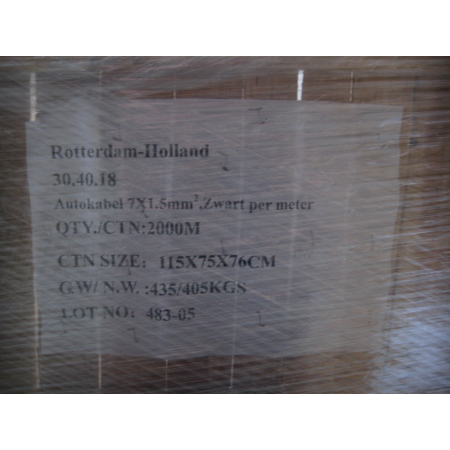 Rotterdam-Holland
30.40.18
Autokabel 7X1.5mm².Zwart per meter
QTY./CTN:2000M
CTN SIZE: 115X75X76CM
G.W/ N.W. :435/405KGS
LOT NO: 483-05